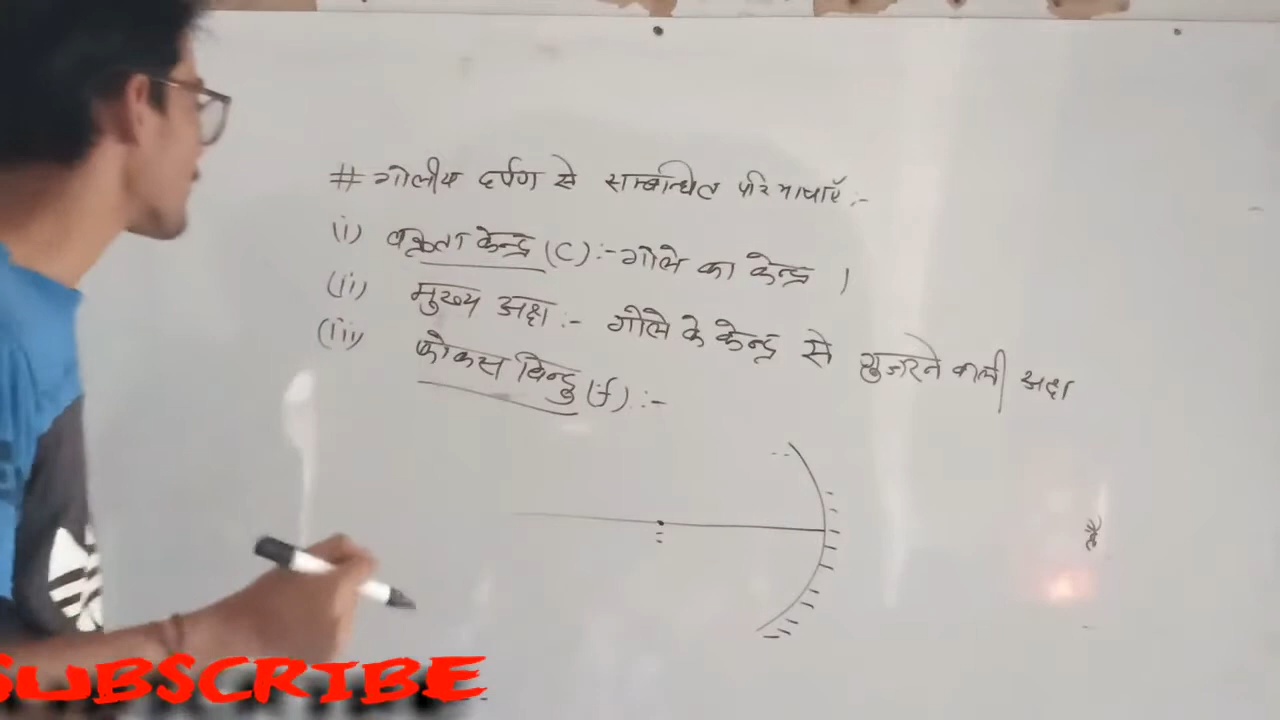 # गोलीय दर्पण से सम्बन्धित परिभाषाएँ :-
(i) वक्रता केन्द्र (C) :- गोले का केन्द्र ।
(ii) मुख्य अक्ष :- गोले के केन्द्र से गुजरने वाली अक्ष
(iii) फोकस बिन्दु (f) :-
SUBSCRIBE